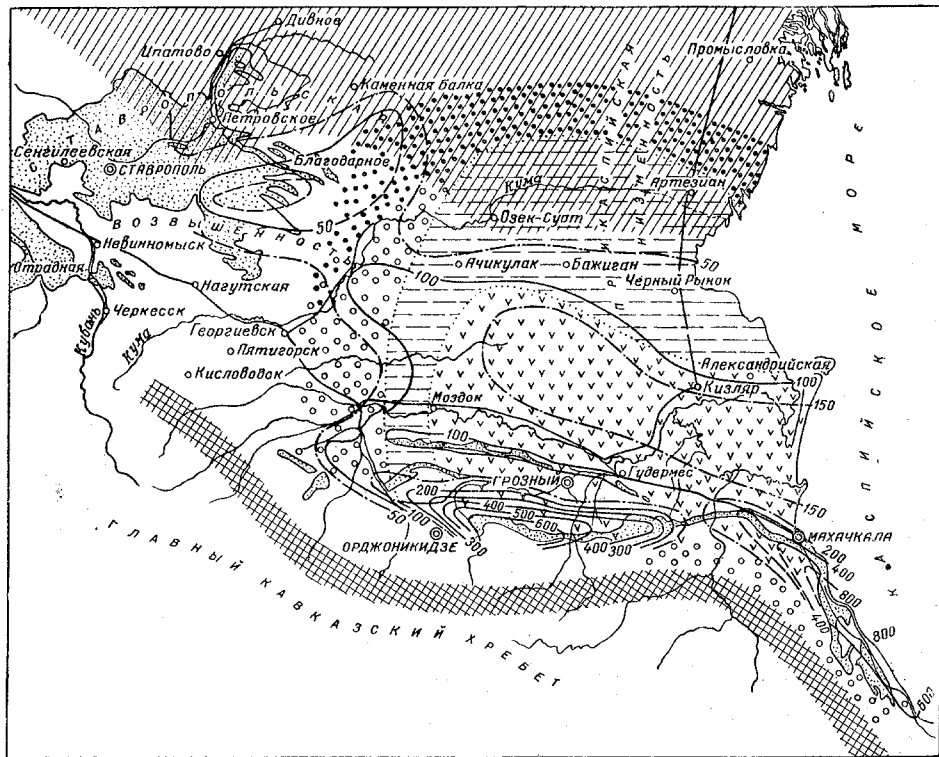 Дивное
Ипатово
Промысловка
Каменная Балка
СТАВРОПОЛЬСКАЯ
Петровское
Сенгилеевская
СТАВРОПОЛЬ
Благодарное
ПРИКАСПИЙСКАЯ
НИЗМЕННОСТЬ
Кума
Артезиан
Озек-Суат
50
ВОЗВЫШЕННОС
Невинномыск
Отрадная
Ачикулак
Бажиган
50
100
Черный Рынок
Нагутская
Черкесск
Кубань
Кума
Георгиевск
Пятигорск
Кисловодск
Александрийская
100
Кизляр
150
Моздок
100
Гудермес
ГРОЗНЫЙ
200
400
500
600
50
100
300
400
300
ОРДЖОНИКИДЗЕ
150
МАХАЧКАЛА
200
400
800
400
800
600
ГЛАВНЫЙ КАВКАЗСКИЙ ХРЕБЕТ
КАСПИЙСКОЕ МОРЕ